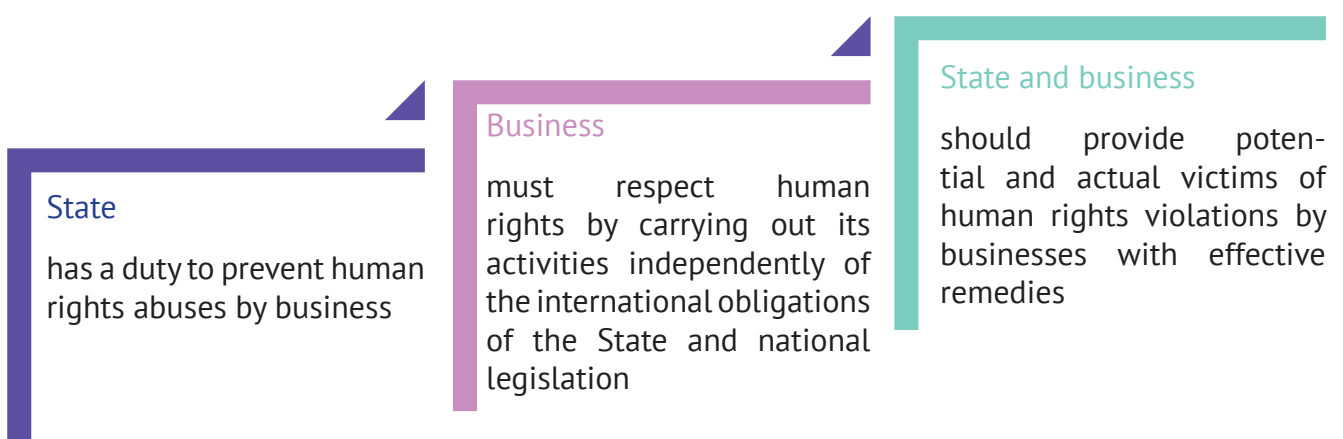 State
has a duty to prevent human
rights abuses by business
Business
must respect human
rights by carrying out its
activities independently of
the international obligations
of the State and national
legislation
State and business
should provide poten-
tial and actual victims of
human rights violations by
businesses with effective
remedies